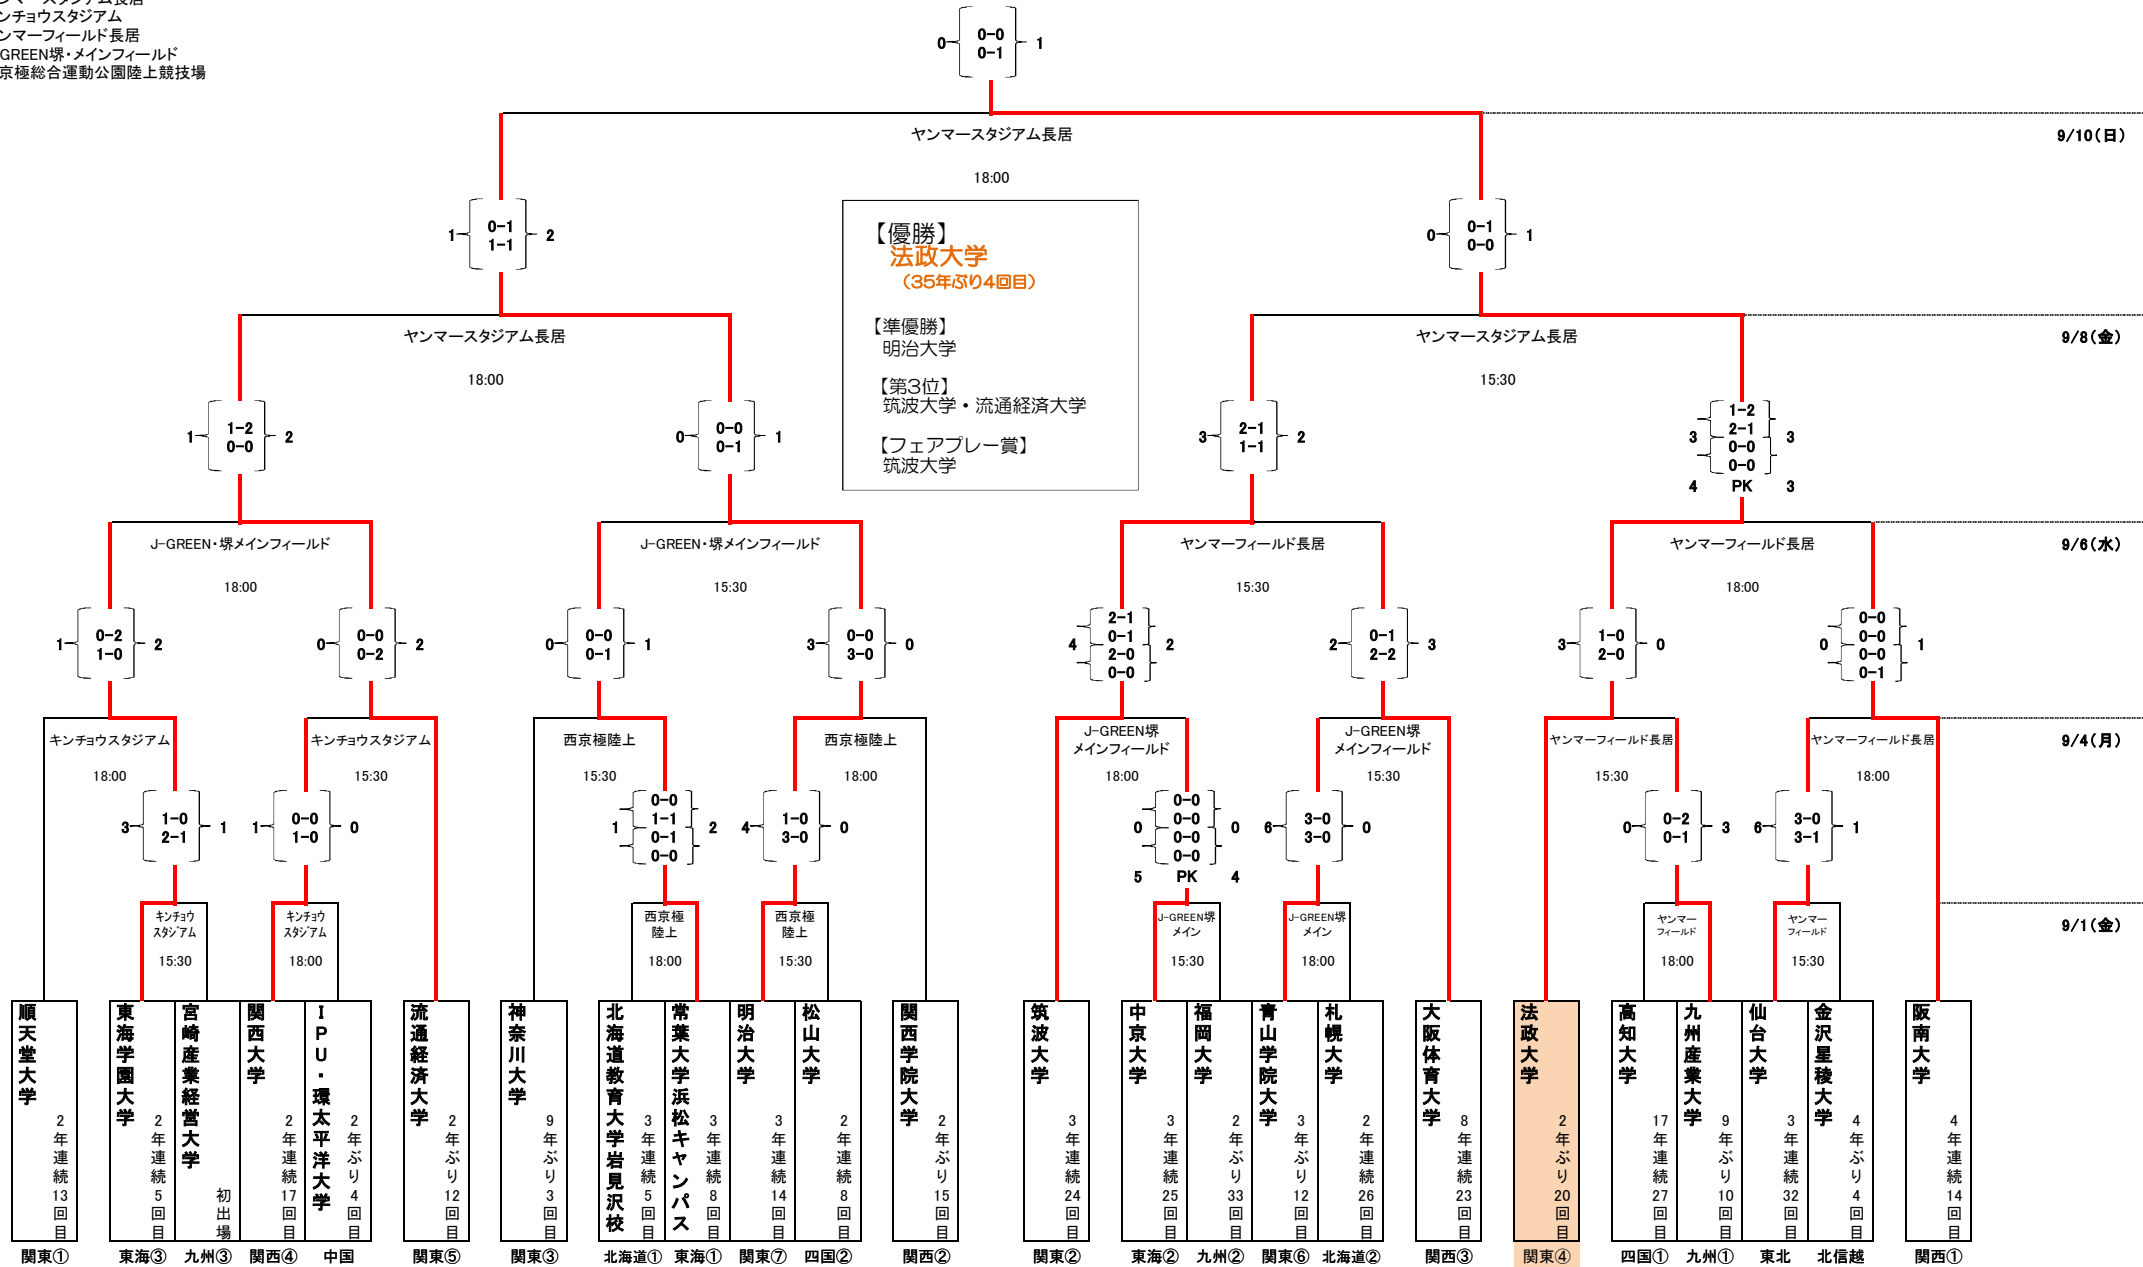 ンマースタジアム長居
ンチョウスタジアム
ンマーフィールド長居
GREEN堺・メインフィールド
京極総合運動公園陸上競技場
0 0-0 1
0-1
ヤンマースタジアム長居 9/10(日)
18:00
1 0-1 2
1-1
0 0-1 1
0-0
【優勝】
法政大学
(35年ぶり4回目)
【準優勝】
明治大学
【第3位】
筑波大学・流通経済大学
【フェアプレー賞】
筑波大学
ヤンマースタジアム長居 ヤンマースタジアム長居 9/8(金)
18:00 15:30
1 1-2 2
0-0
0 0-0 1
0-1
3 2-1 2
1-1
1-2
3 2-1 3
0-0
0-0
4 PK 3
J-GREEN・堺メインフィールド J-GREEN・堺メインフィールド ヤンマーフィールド長居 ヤンマーフィールド長居 9/6(水)
18:00 15:30 15:30 18:00
1 0-2 2
1-0
0 0-0 2
0-2
0 0-0 1
0-1
3 0-0 0
3-0
2-1
4 0-1 2
2-0
0-0
2 0-1 3
2-2
3 1-0 0
2-0
0-0
0 0-0 1
0-0
0-1
キンチョウスタジアム キンチョウスタジアム 西京極陸上 西京極陸上 J-GREEN堺 J-GREEN堺 ヤンマーフィールド長居 ヤンマーフィールド長居 9/4(月)
メインフィールド メインフィールド
18:00 15:30 15:30 18:00 18:00 15:30 15:30 18:00
3 1-0 1
2-1
1 0-0 0
1-0
0-0
1 1-1 2
0-1
0-0
4 1-0 0
3-0
0-0
0 0-0 0
0-0
0-0
5 PK 4
6 3-0 0
3-0
0 0-2 3
0-1
6 3-0 1
3-1
キンチョウ キンチョウ 西京極 西京極 J-GREEN堺 J-GREEN堺 ヤンマー ヤンマー 9/1(金)
スタジアム スタジアム 陸上 陸上 メイン メイン フィールド フィールド
15:30 18:00 18:00 15:30 15:30 18:00 18:00 15:30
順天堂大学
2年連続13回目
関東①
東海学園大学
2年連続5回目
東海③
宮崎産業経営大学
初出場
九州③
関西大学
2年連続17回目
関西④
IPU・環太平洋大学
2年ぶり4回目
中国
流通経済大学
2年ぶり12回目
関東⑤
神奈川大学
9年ぶり3回目
関東③
北海道教育大学岩見沢校
3年連続5回目
北海道①
常葉大学浜松キャンパス
3年連続8回目
東海①
明治大学
3年連続14回目
関東⑦
松山大学
2年連続8回目
四国②
関西学院大学
2年ぶり15回目
関西②
筑波大学
3年連続24回目
関東②
中京大学
3年連続25回目
東海②
福岡大学
2年ぶり33回目
九州②
青山学院大学
3年ぶり12回目
関東⑥
札幌大学
2年連続26回目
北海道②
大阪体育大学
8年連続23回目
関西③
法政大学
2年ぶり20回目
関東④
高知大学
17年連続27回目
四国①
九州産業大学
9年ぶり10回目
九州①
仙台大学
3年連続32回目
東北
金沢星稜大学
4年ぶり4回目
北信越
阪南大学
4年連続14回目
関西①